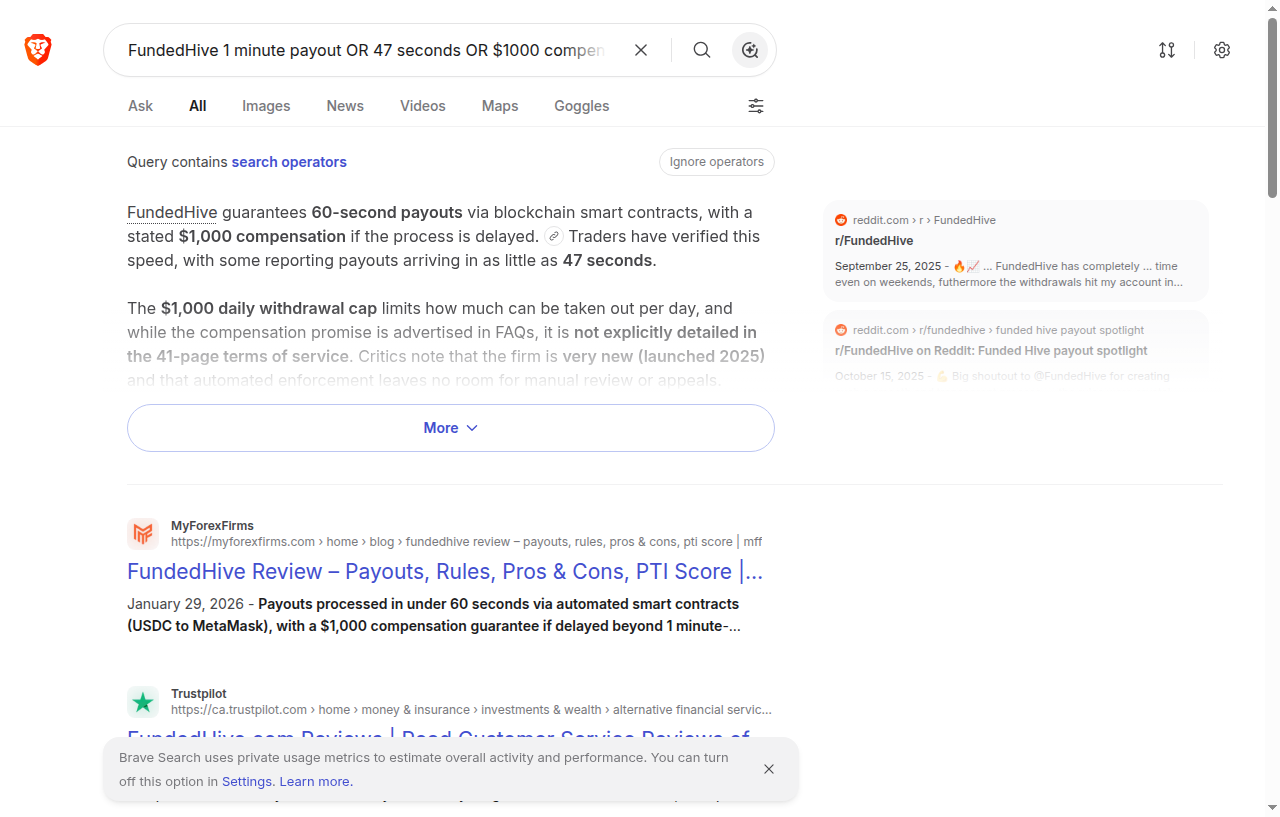 FundedHive 1 minute payout OR 47 seconds OR $1000 compen
Ask
All
Images
News
Videos
Maps
Goggles
Query contains search operators
Ignore operators
FundedHive guarantees 60-second payouts via blockchain smart contracts, with a
stated $1,000 compensation if the process is delayed. Traders have verified this
speed, with some reporting payouts arriving in as little as 47 seconds.
The $1,000 daily withdrawal cap limits how much can be taken out per day, and
while the compensation promise is advertised in FAQs, it is not explicitly detailed in
the 41-page terms of service. Critics note that the firm is very new (launched 2025)
and that automated enforcement leaves no room for manual review or appeals.
More
reddit.com › r › FundedHive
r/FundedHive
September 25, 2025 - 🔥📈 ... FundedHive has completely ... time
even on weekends, futhermore the withdrawals hit my account in...
reddit.com › r/fundedhive › funded hive payout spotlight
r/FundedHive on Reddit: Funded Hive payout spotlight
October 15, 2025 - 💪 Big shoutout to @FundedHive for creating
MyForexFirms
https://myforexfirms.com › home › blog › fundedhive review – payouts, rules, pros & cons, pti score | mff
FundedHive Review – Payouts, Rules, Pros & Cons, PTI Score |...
January 29, 2026 - Payouts processed in under 60 seconds via automated smart contracts
(USDC to MetaMask), with a $1,000 compensation guarantee if delayed beyond 1 minute-...
Trustpilot
https://ca.trustpilot.com › home › money & insurance › investments & wealth › alternative financial servic...
FundedHive.com Reviews | Read Customer Service Reviews of
Brave Search uses private usage metrics to estimate overall activity and performance. You can turn
off this option in Settings. Learn more.